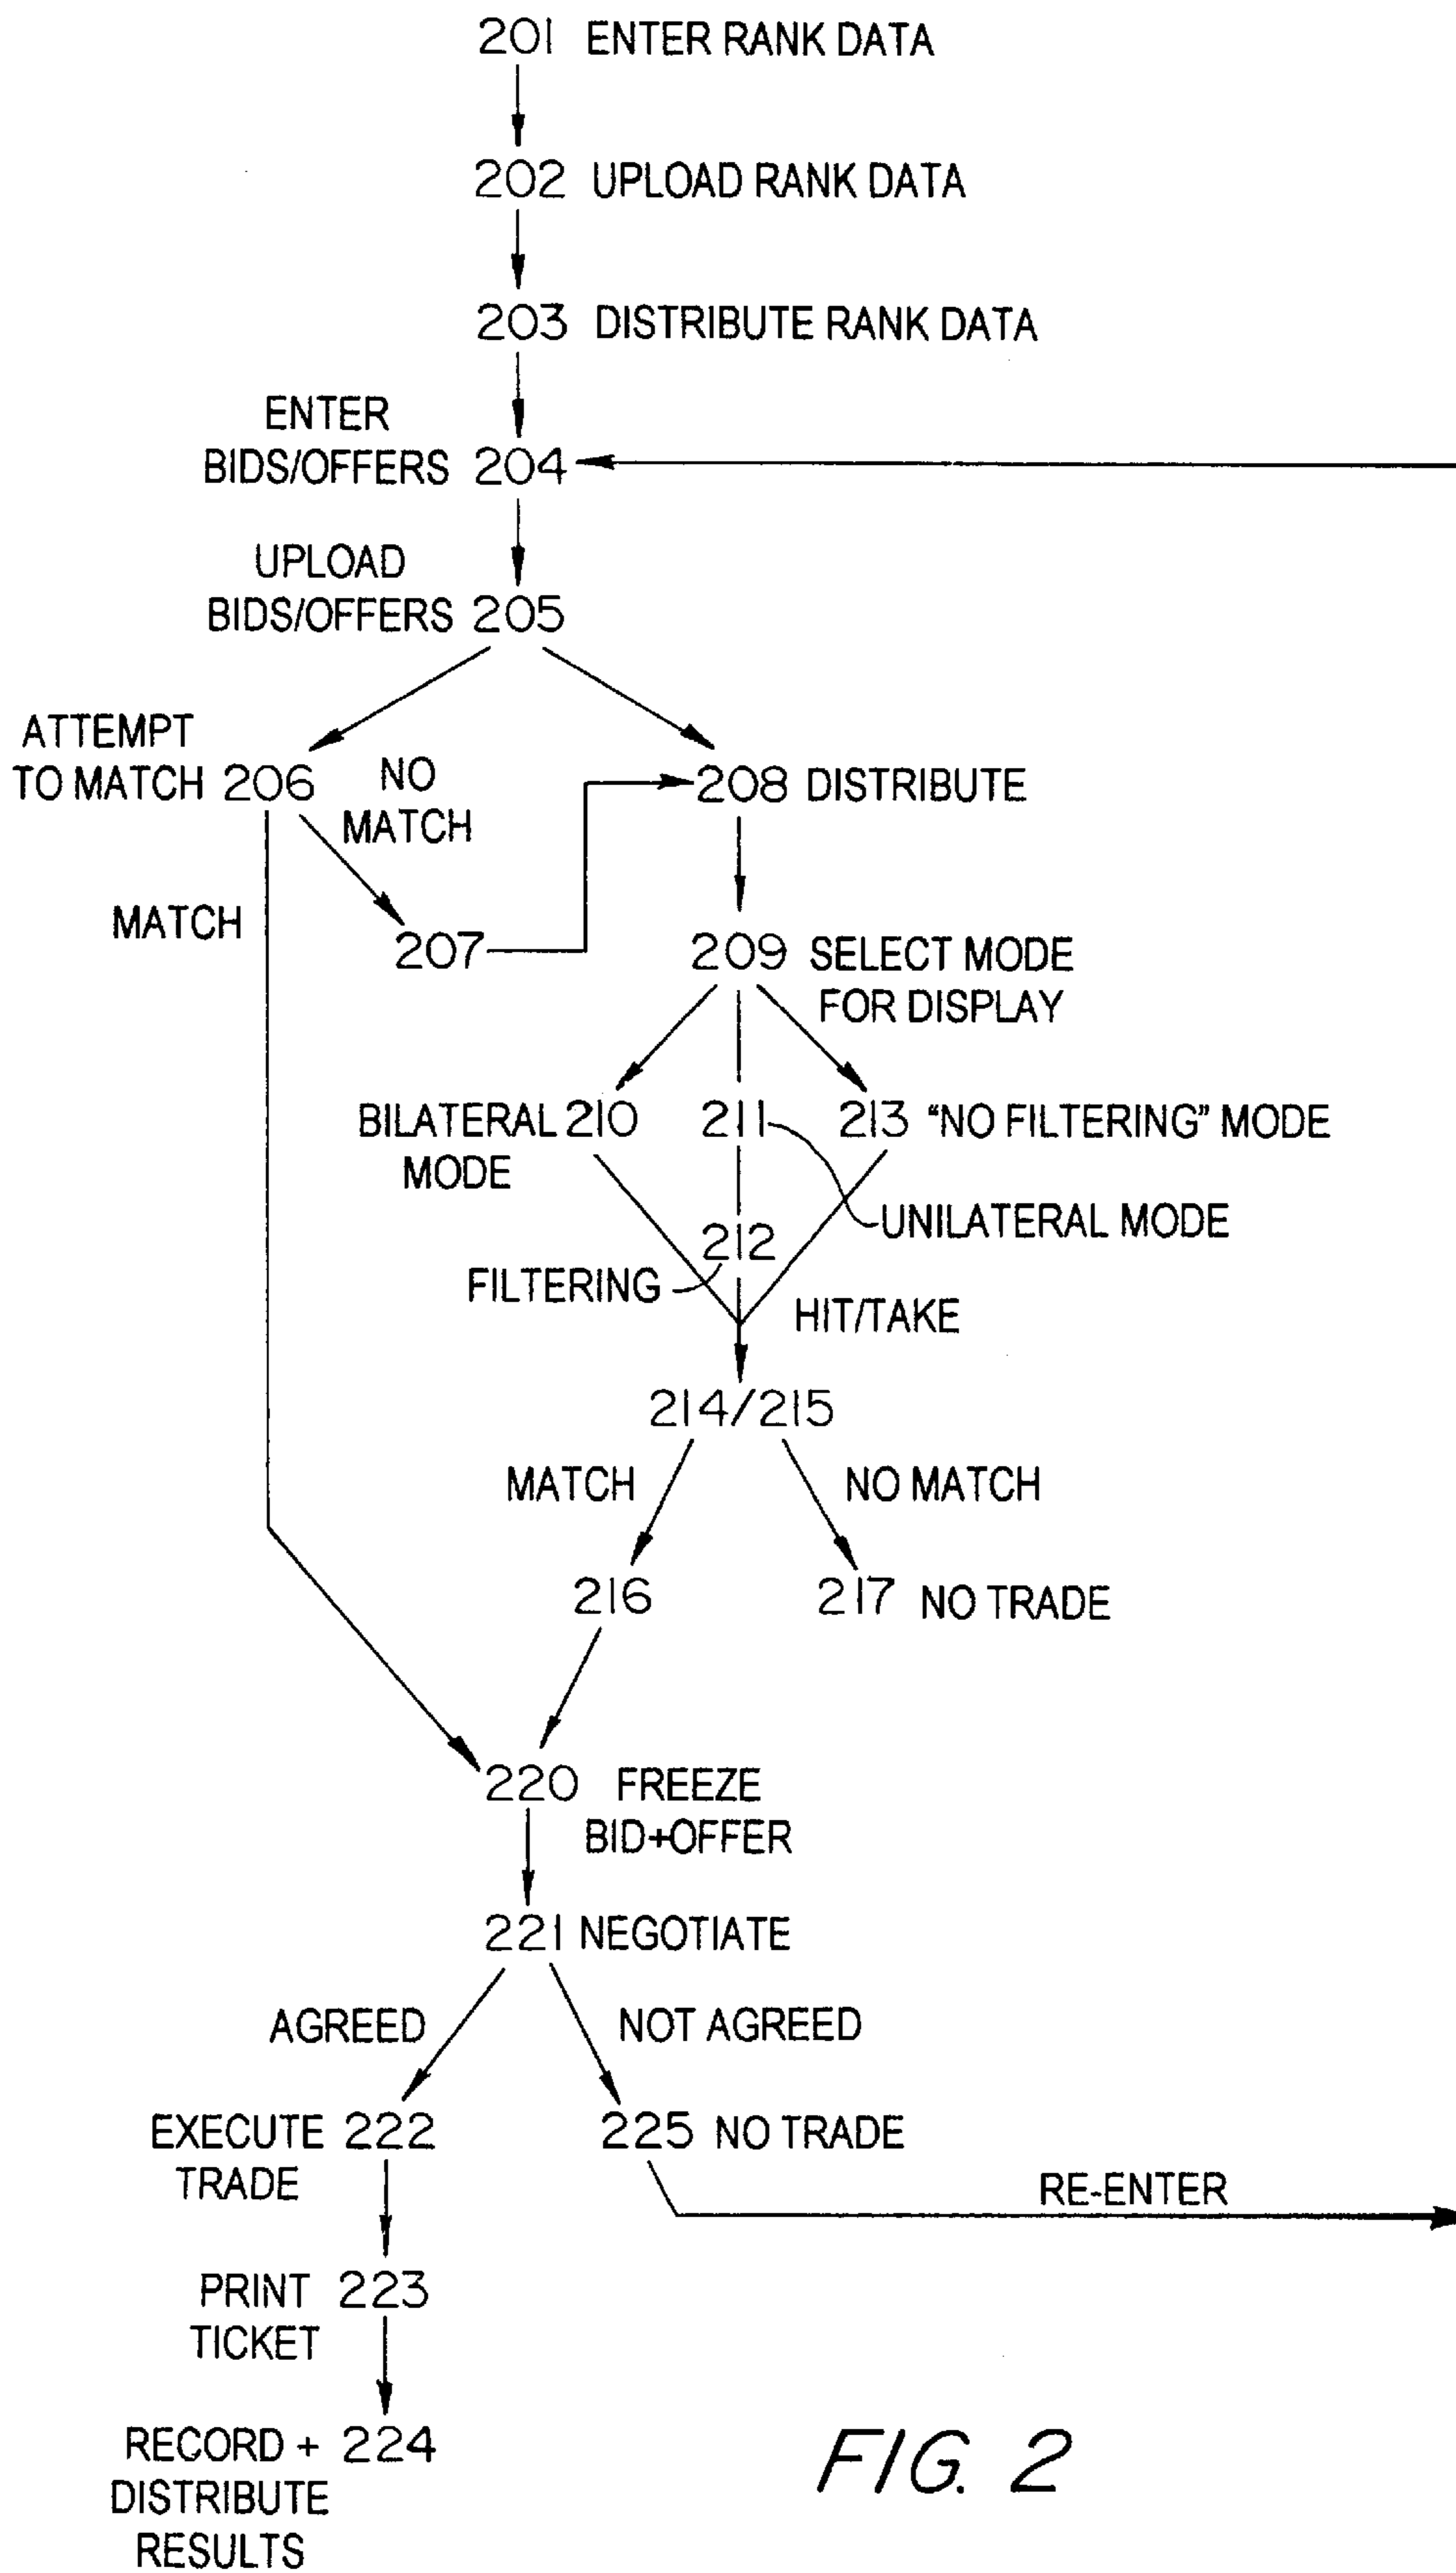 201 ENTER RANK DATA
202 UPLOAD RANK DATA
203 DISTRIBUTE RANK DATA
ENTER
BIDS/OFFERS 204
UPLOAD
BIDS/OFFERS 205
ATTEMPT
TO MATCH 206
NO
MATCH
208 DISTRIBUTE
MATCH
207
209 SELECT MODE
FOR DISPLAY
BILATERAL 210
MODE
211
213 "NO FILTERING" MODE
UNILATERAL MODE
212
FILTERING
HIT/TAKE
214/215
MATCH
NO MATCH
216
217 NO TRADE
220 FREEZE
BID+OFFER
221 NEGOTIATE
AGREED
NOT AGREED
EXECUTE 222
TRADE
225 NO TRADE
RE-ENTER
PRINT 223
TICKET
RECORD + 224
DISTRIBUTE
RESULTS
FIG. 2